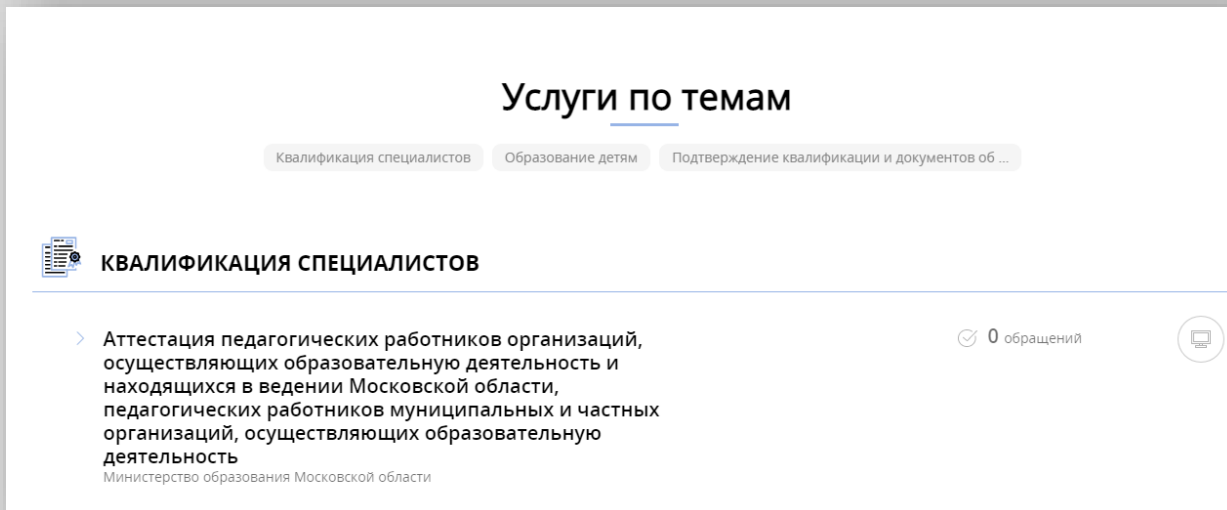 Услуги по темам
Квалификация специалистов
Образование детям
Подтверждение квалификации и документов об ...
КВАЛИФИКАЦИЯ СПЕЦИАЛИСТОВ
Аттестация педагогических работников организаций,
осуществляющих образовательную деятельность и
находящихся в ведении Московской области,
педагогических работников муниципальных и частных
организаций, осуществляющих образовательную
деятельность
Министерство образования Московской области
0 обращений